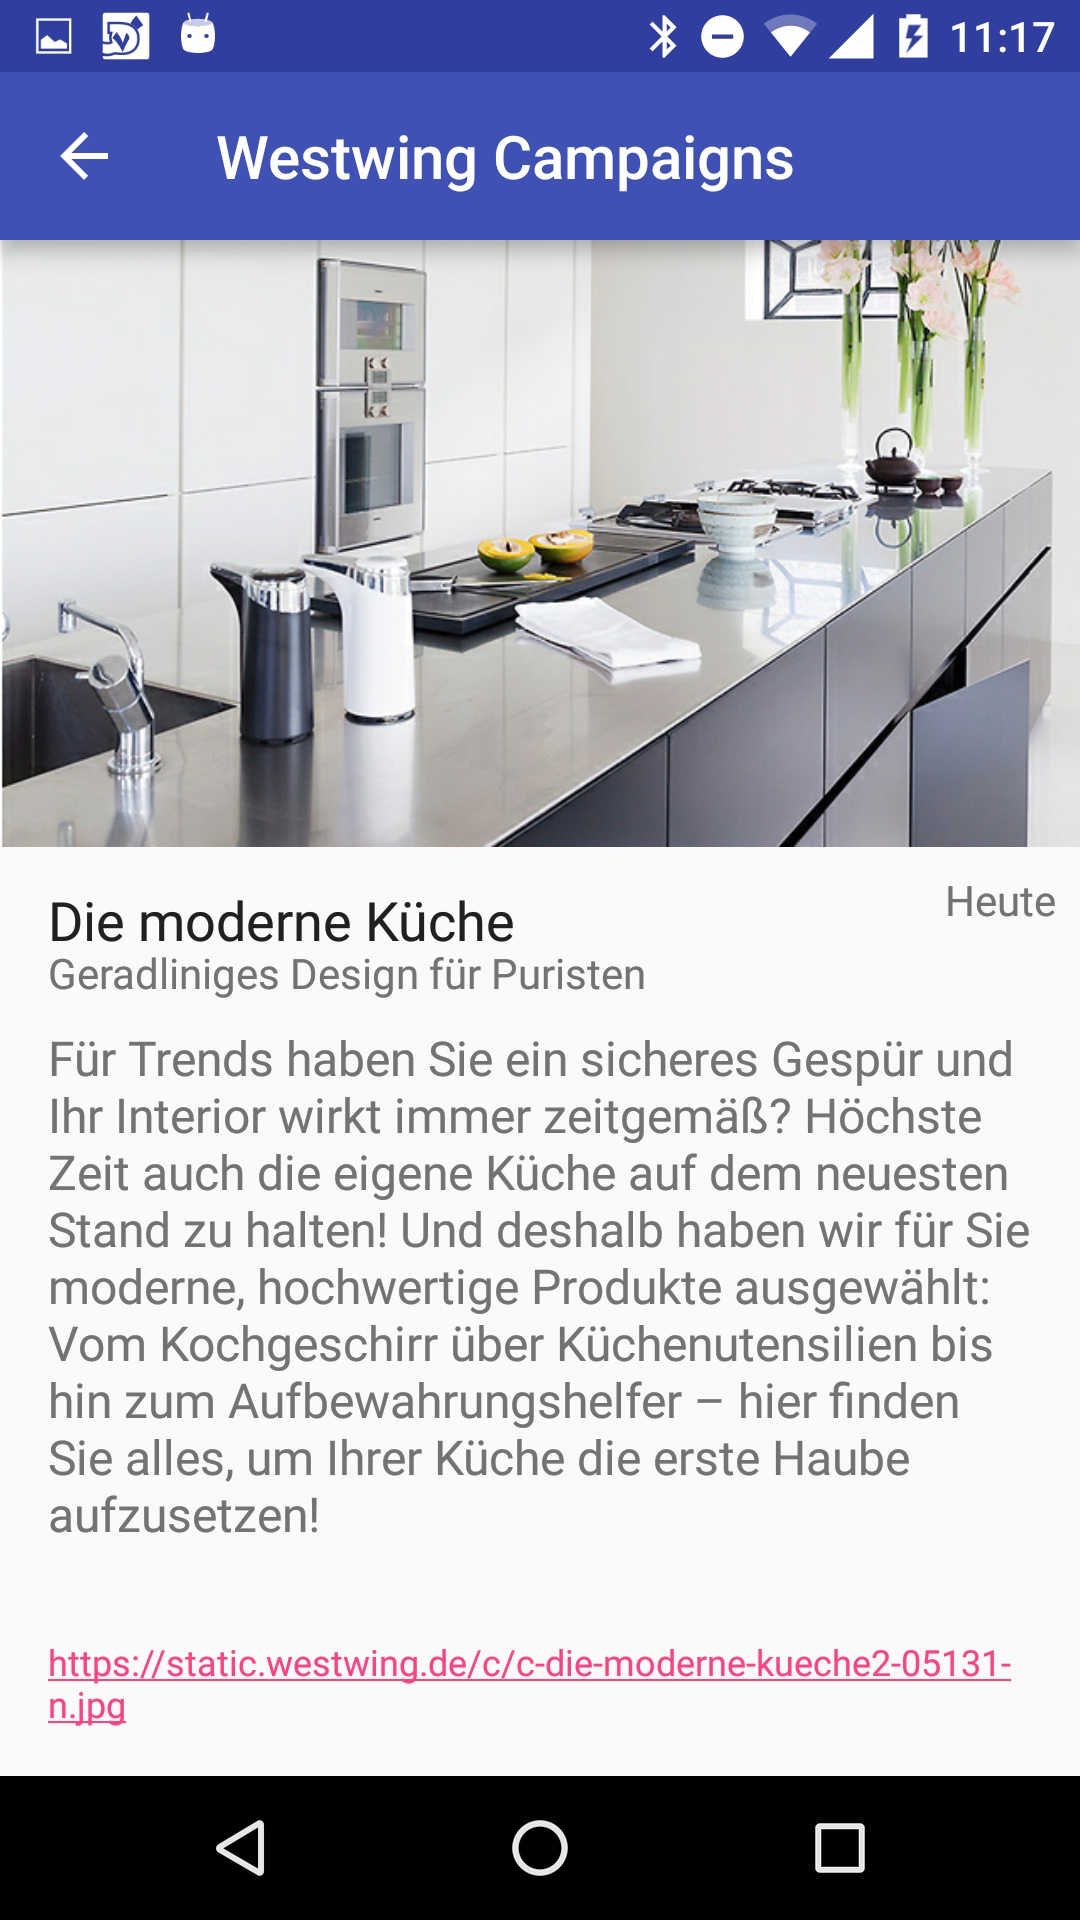 11:17
Westwing Campaigns
Heute
Die moderne Küche
Geradliniges Design für Puristen
Für Trends haben Sie ein sicheres Gespür und
Ihr Interior wirkt immer zeitgemäß? Höchste
Zeit auch die eigene Küche auf dem neuesten
Stand zu halten! Und deshalb haben wir für Sie
moderne, hochwertige Produkte ausgewählt:
Vom Kochgeschirr über Küchenutensilien bis
hin zum Aufbewahrungshelfer – hier finden
Sie alles, um Ihrer Küche die erste Haube
aufzusetzen!
https://static.westwing.de/c/c-die-moderne-kueche2-05131-
n.jpg